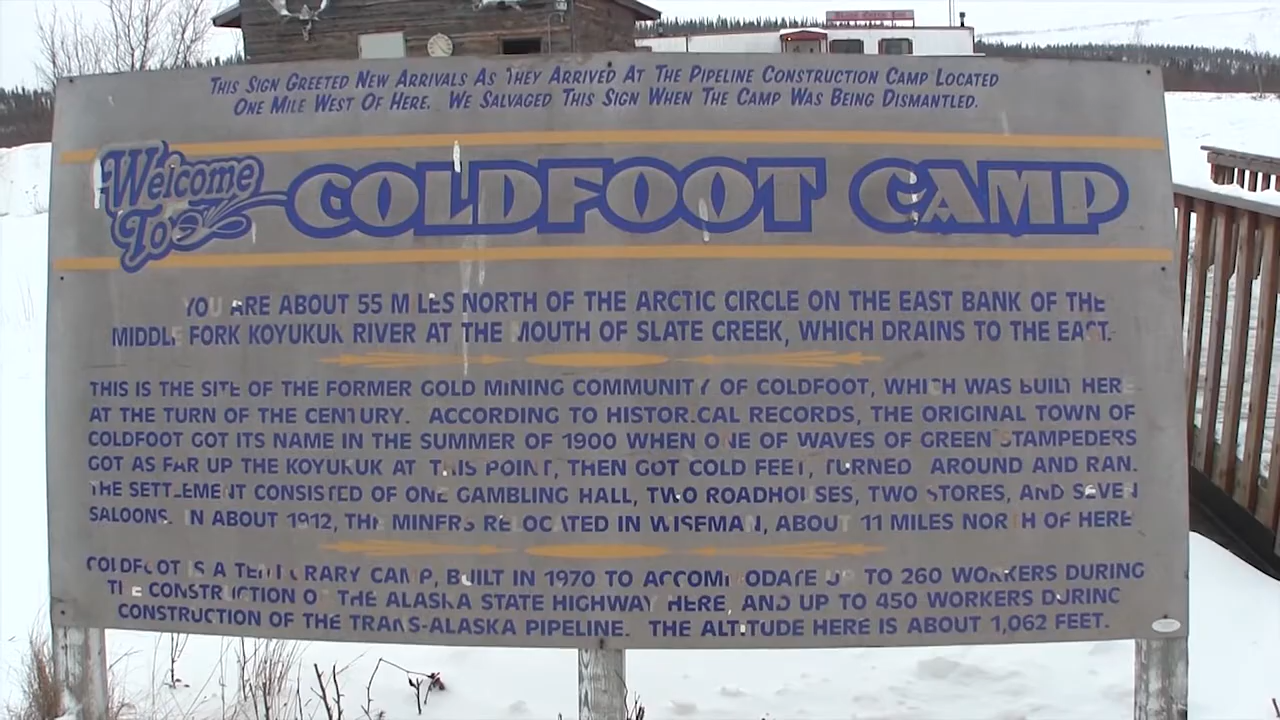 THIS SIGN GREETED NEW ARRIVALS AS THEY ARRIVED AT THE PIPELINE CONSTRUCTION CAMP LOCATED
ONE MILE WEST OF HERE. WE SALVAGED THIS SIGN WHEN THE CAMP WAS BEING DISMANTLED.
Welcome To COLDFOOT CAMP
YOU ARE ABOUT 55 MILES NORTH OF THE ARCTIC CIRCLE ON THE EAST BANK OF THE
MIDDLE FORK KOYUKUK RIVER AT THE MOUTH OF SLATE CREEK, WHICH DRAINS TO THE EAST.
THIS IS THE SITE OF THE FORMER GOLD MINING COMMUNITY OF COLDFOOT, WHICH WAS BUILT HERE
AT THE TURN OF THE CENTURY. ACCORDING TO HISTORICAL RECORDS, THE ORIGINAL TOWN OF
COLDFOOT GOT ITS NAME IN THE SUMMER OF 1900 WHEN ONE OF WAVES OF GREEN STAMPEDERS
GOT AS FAR UP THE KOYUKUK AT THIS POINT, THEN GOT COLD FEET, TURNED AROUND AND RAN.
THE SETTLEMENT CONSISTED OF ONE GAMBLING HALL, TWO ROADHOUSES, TWO STORES, AND SEVEN
SALOONS. IN ABOUT 1912, THE MINERS RELOCATED IN WISEMAN, ABOUT 11 MILES NORTH OF HERE
COLDFOOT IS A TEMPORARY CAMP, BUILT IN 1970 TO ACCOMMODATE UP TO 260 WORKERS DURING
THE CONSTRUCTION OF THE ALASKA STATE HIGHWAY HERE, AND UP TO 450 WORKERS DURING
CONSTRUCTION OF THE TRANS-ALASKA PIPELINE. THE ALTITUDE HERE IS ABOUT 1,062 FEET.